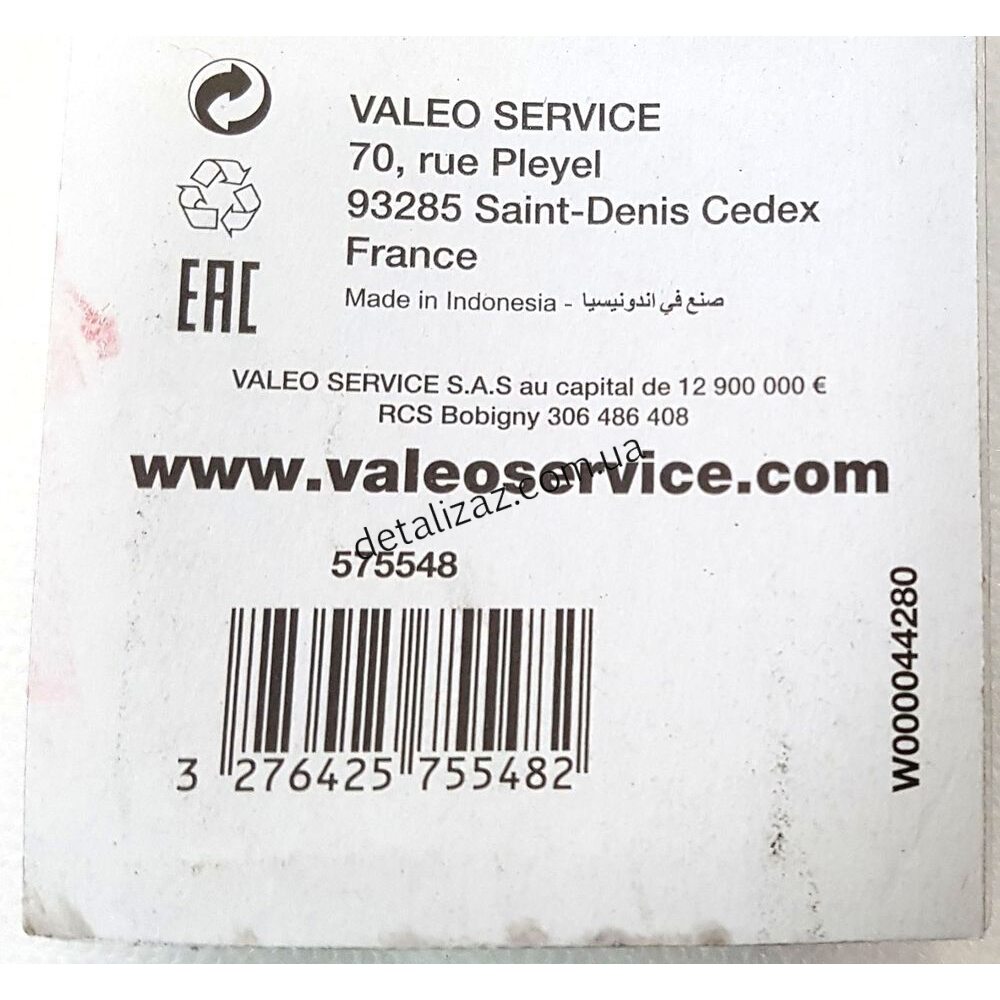 VALEO SERVICE
70, rue Pleyel
93285 Saint-Denis Cedex
France
Made in Indonesia - صنع في اندونيسيا
EAC
VALEO SERVICE S.A.S au capital de 12 900 000 €
RCS Bobigny 306 486 408
www.valeoservice.com
detalizaz.com.ua
575548
3 276425 755482
W000044280